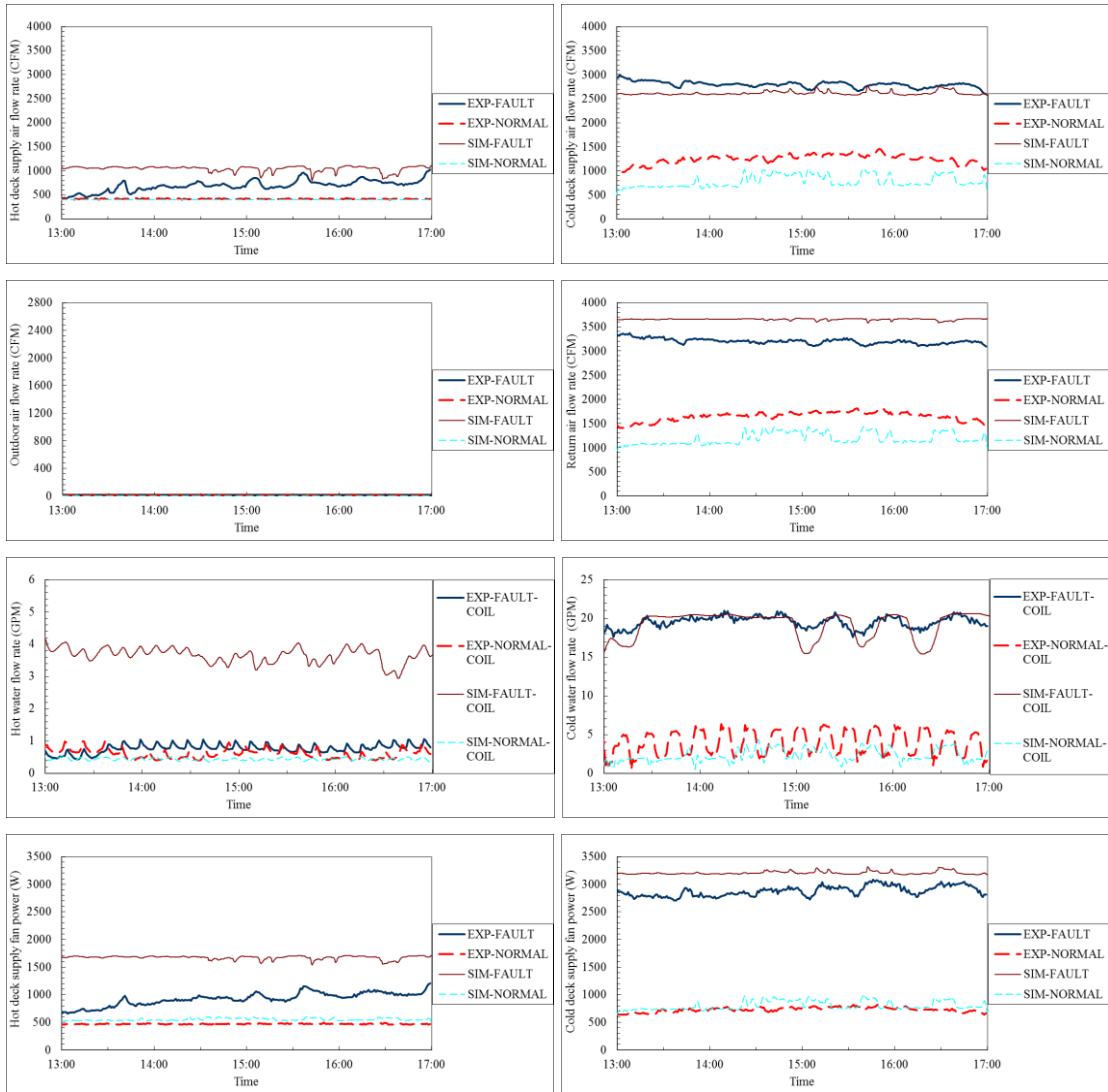 4000
3500
3000
2500
2000
1500
1000
500
0
Hot deck supply air flow rate (CFM)
13:00 14:00 15:00 16:00 17:00
Time
EXP-FAULT
EXP-NORMAL
SIM-FAULT
SIM-NORMAL
4000
3500
3000
2500
2000
1500
1000
500
0
Cold deck supply air flow rate (CFM)
13:00 14:00 15:00 16:00 17:00
Time
EXP-FAULT
EXP-NORMAL
SIM-FAULT
SIM-NORMAL
2800
2400
2000
1600
1200
800
400
0
Outdoor air flow rate (CFM)
13:00 14:00 15:00 16:00 17:00
Time
EXP-FAULT
EXP-NORMAL
SIM-FAULT
SIM-NORMAL
4000
3500
3000
2500
2000
1500
1000
500
0
Return air flow rate (CFM)
13:00 14:00 15:00 16:00 17:00
Time
EXP-FAULT
EXP-NORMAL
SIM-FAULT
SIM-NORMAL
6
5
4
3
2
1
0
Hot water flow rate (GPM)
13:00 14:00 15:00 16:00 17:00
Time
EXP-FAULT-
COIL
EXP-NORMAL-
COIL
SIM-FAULT-
COIL
SIM-NORMAL-
COIL
25
20
15
10
5
0
Cold water flow rate (GPM)
13:00 14:00 15:00 16:00 17:00
Time
EXP-FAULT-
COIL
EXP-NORMAL-
COIL
SIM-FAULT-
COIL
SIM-NORMAL-
COIL
3500
3000
2500
2000
1500
1000
500
0
Hot deck supply fan power (W)
13:00 14:00 15:00 16:00 17:00
Time
EXP-FAULT
EXP-NORMAL
SIM-FAULT
SIM-NORMAL
3500
3000
2500
2000
1500
1000
500
0
Cold deck supply fan power (W)
13:00 14:00 15:00 16:00 17:00
Time
EXP-FAULT
EXP-NORMAL
SIM-FAULT
SIM-NORMAL